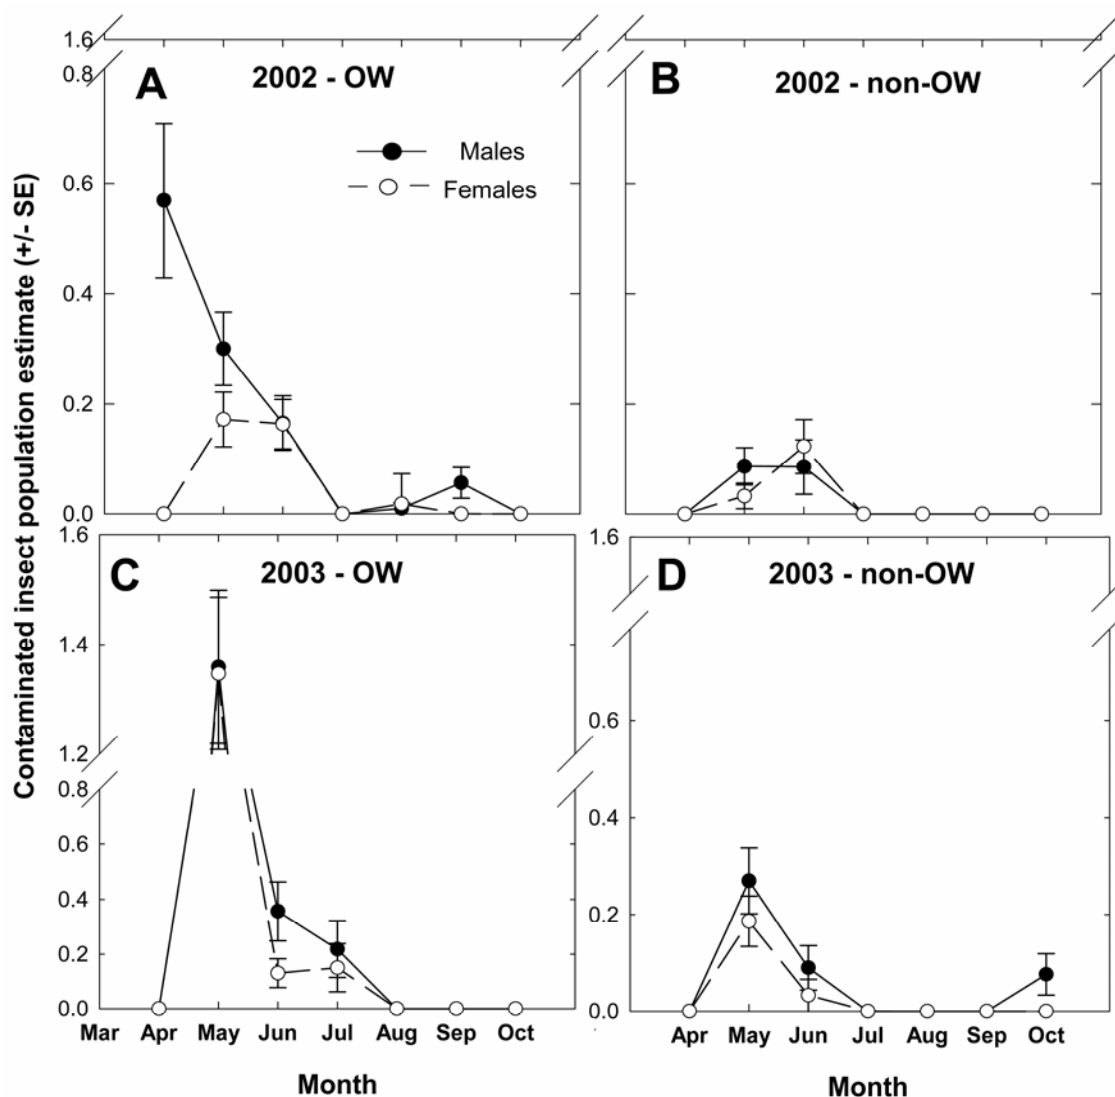 1.6
0.8
A
2002 - OW
B
2002 - non-OW
Males
Females
0.6
0.4
0.2
0.0
Contaminated insect population estimate (+/- SE)
1.6
C
2003 - OW
1.4
1.2
0.8
0.6
0.4
0.2
0.0
Mar Apr May Jun Jul Aug Sep Oct
Month
1.6
D
2003 - non-OW
0.6
0.4
0.2
0.0
Apr May Jun Jul Aug Sep Oct
Month